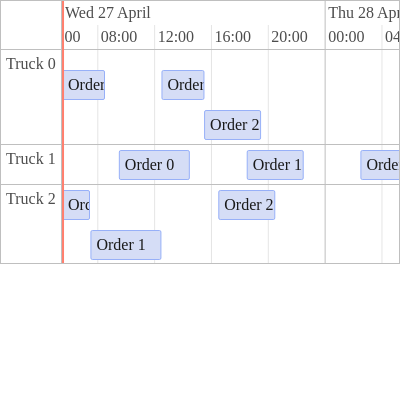 Wed 27 April Thu 28 Apr
00 08:00 12:00 16:00 20:00 00:00 04
Truck 0
Order Order
Order 2
Truck 1 Order 0 Order 1 Orde
Truck 2 Ord Order 2
Order 1